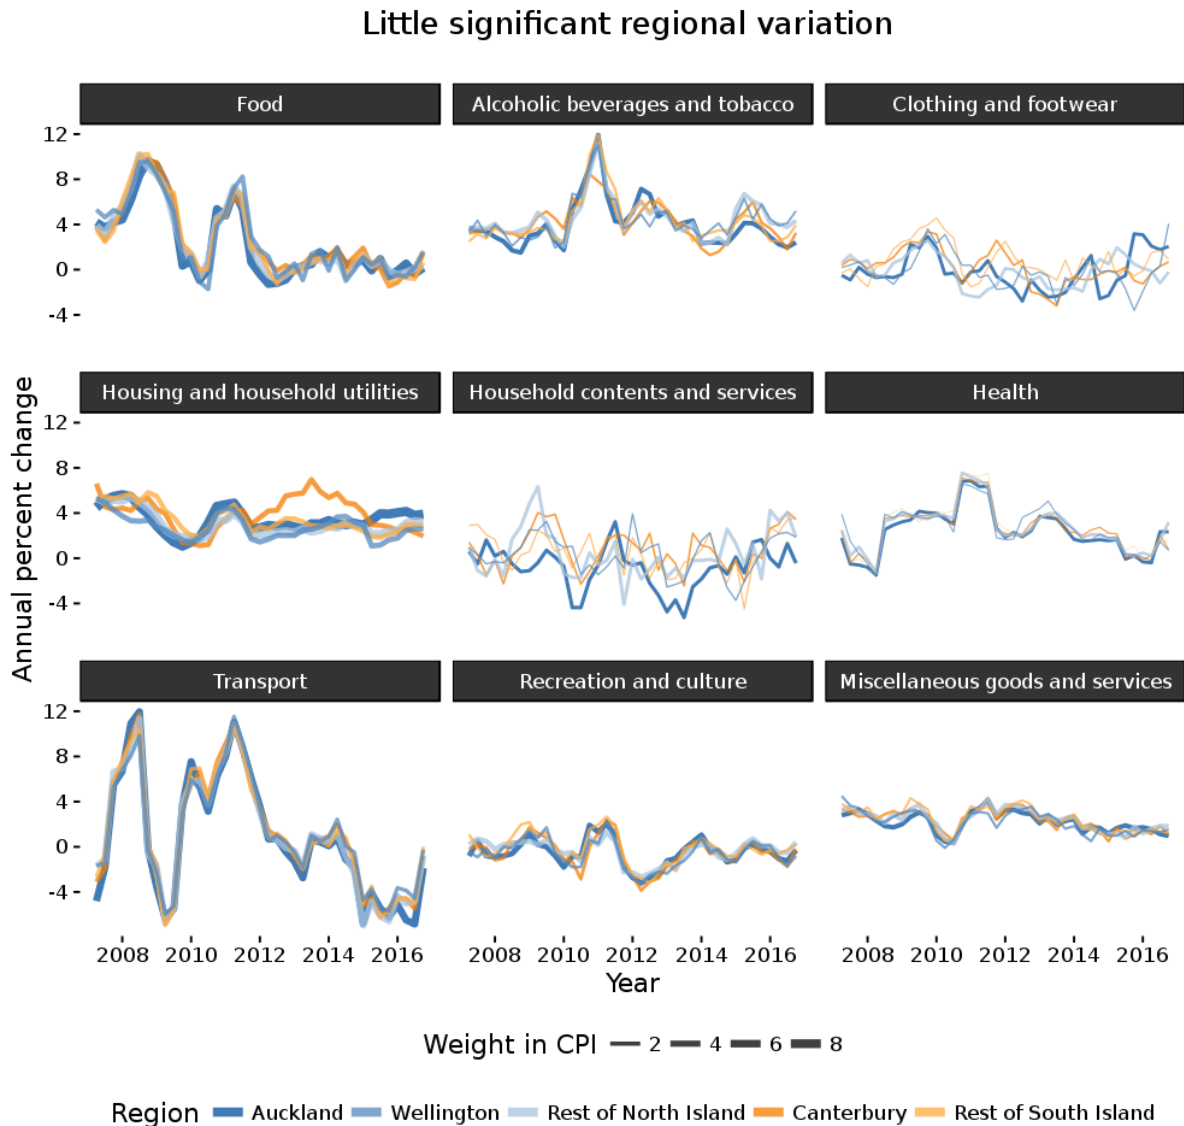 Little significant regional variation
Food
Alcoholic beverages and tobacco
Clothing and footwear
12
8
4
0
-4
Housing and household utilities
Household contents and services
Health
12
8
4
0
-4
Annual percent change
Transport
Recreation and culture
Miscellaneous goods and services
12
8
4
0
-4
2008 2010 2012 2014 2016
2008 2010 2012 2014 2016
2008 2010 2012 2014 2016
Year
Weight in CPI 2 4 6 8
Region Auckland Wellington Rest of North Island Canterbury Rest of South Island